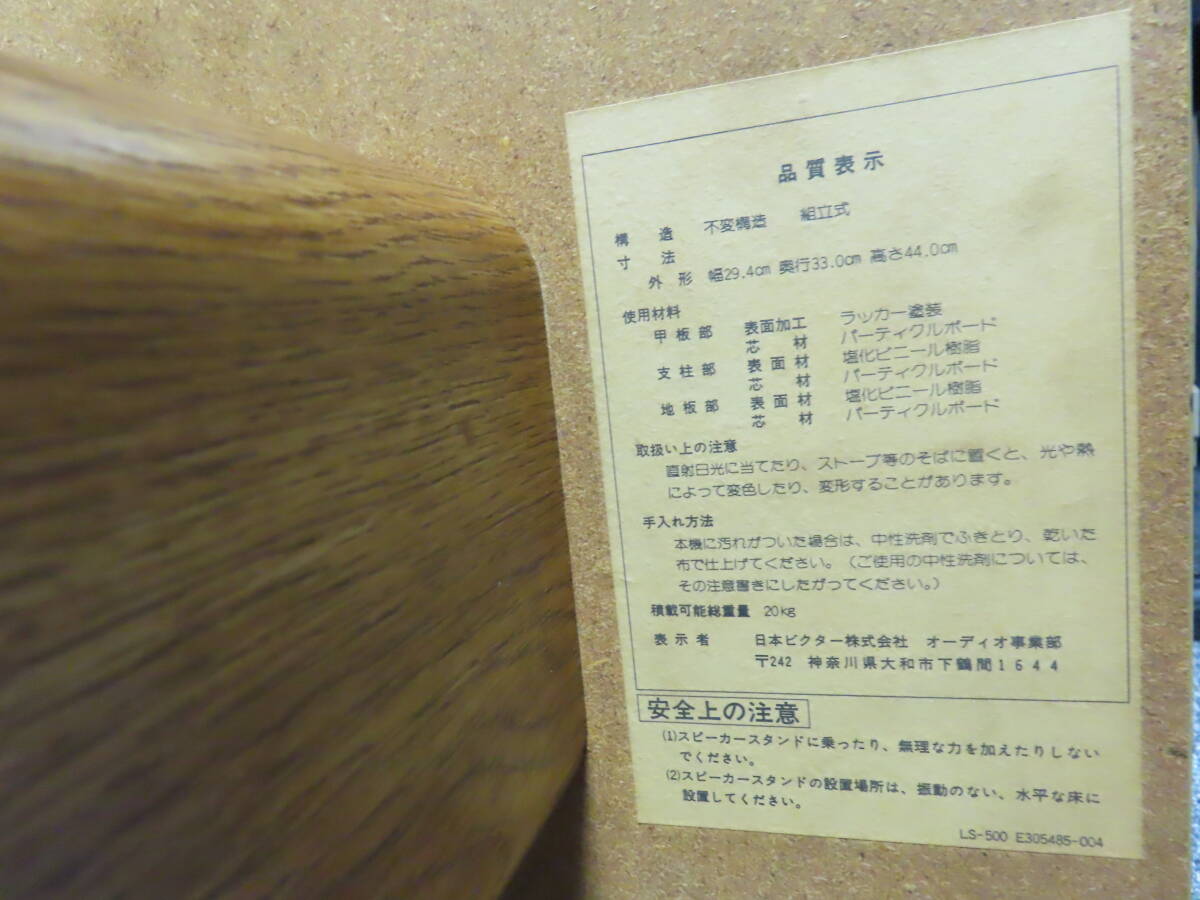 品質表示
構造 不変構造 組立式
寸法
外形 幅29.4cm 奥行33.0cm 高さ44.0cm
使用材料
甲板部 表面加工 ラッカー塗装
芯材 パーティクルボード
支柱部 表面材 塩化ビニール樹脂
芯材 パーティクルボード
地板部 表面材 塩化ビニール樹脂
芯材 パーティクルボード
取扱い上の注意
直射日光に当てたり、ストーブ等のそばに置くと、光や熱
によって変色したり、変形することがあります。
手入れ方法
本機に汚れがついた場合は、中性洗剤でふきとり、乾いた
布で仕上げてください。(ご使用の中性洗剤については、
その注意書きにしたがってください。)
積載可能総重量 20kg
表示者 日本ビクター株式会社 オーディオ事業部
〒242 神奈川県大和市下鶴間1644
安全上の注意
(1)スピーカースタンドに乗ったり、無理な力を加えたりしない
でください。
(2)スピーカースタンドの設置場所は、振動のない、水平な床に
設置してください。
LS-500 E305485-004